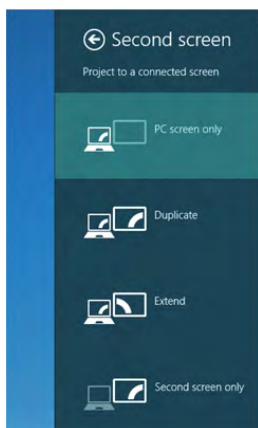 Second screen
Project to a connected screen
PC screen only
Duplicate
Extend
Second screen only